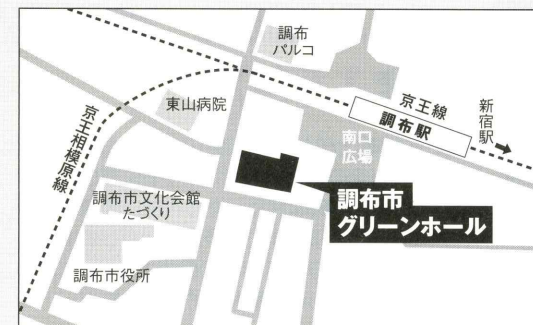 調布
パルコ
東山病院
京王線
調布駅
新宿駅
南口
広場
京王相模原線
調布市文化会館
たづくり
調布市
グリーンホール
調布市役所